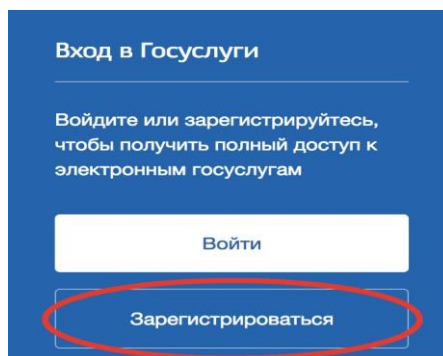 Вход в Госуслуги
Войдите или зарегистрируйтесь,
чтобы получить полный доступ к
электронным госуслугам
Войти
Зарегистрироваться